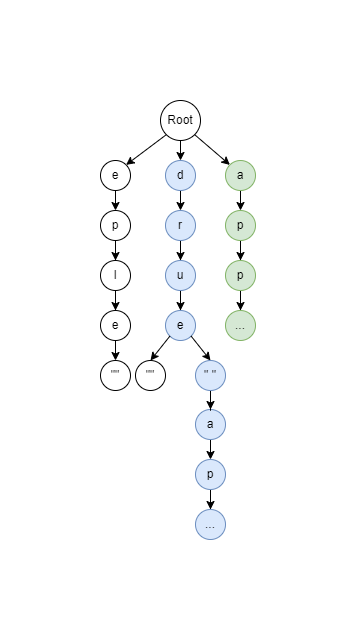 Root
e d a
p r p
l u p
e e ...
"" "" " "
a
p
...